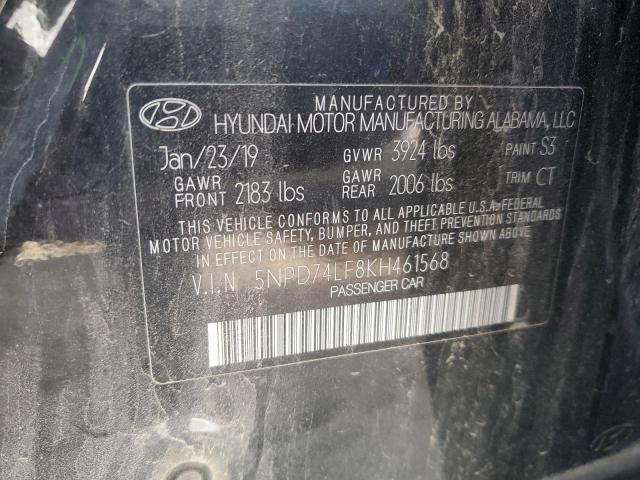 MANUFACTURED BY
HYUNDAI MOTOR MANUFACTURING ALABAMA, LLC
Jan/23/19 GVWR 3924 lbs PAINT S3
GAWR FRONT 2183 lbs GAWR REAR 2006 lbs TRIM CT
THIS VEHICLE CONFORMS TO ALL APPLICABLE U.S.A. FEDERAL
MOTOR VEHICLE SAFETY, BUMPER, AND THEFT PREVENTION STANDARDS
IN EFFECT ON THE DATE OF MANUFACTURE SHOWN ABOVE.
V.I.N 5NPD74LF8KH461568
PASSENGER CAR